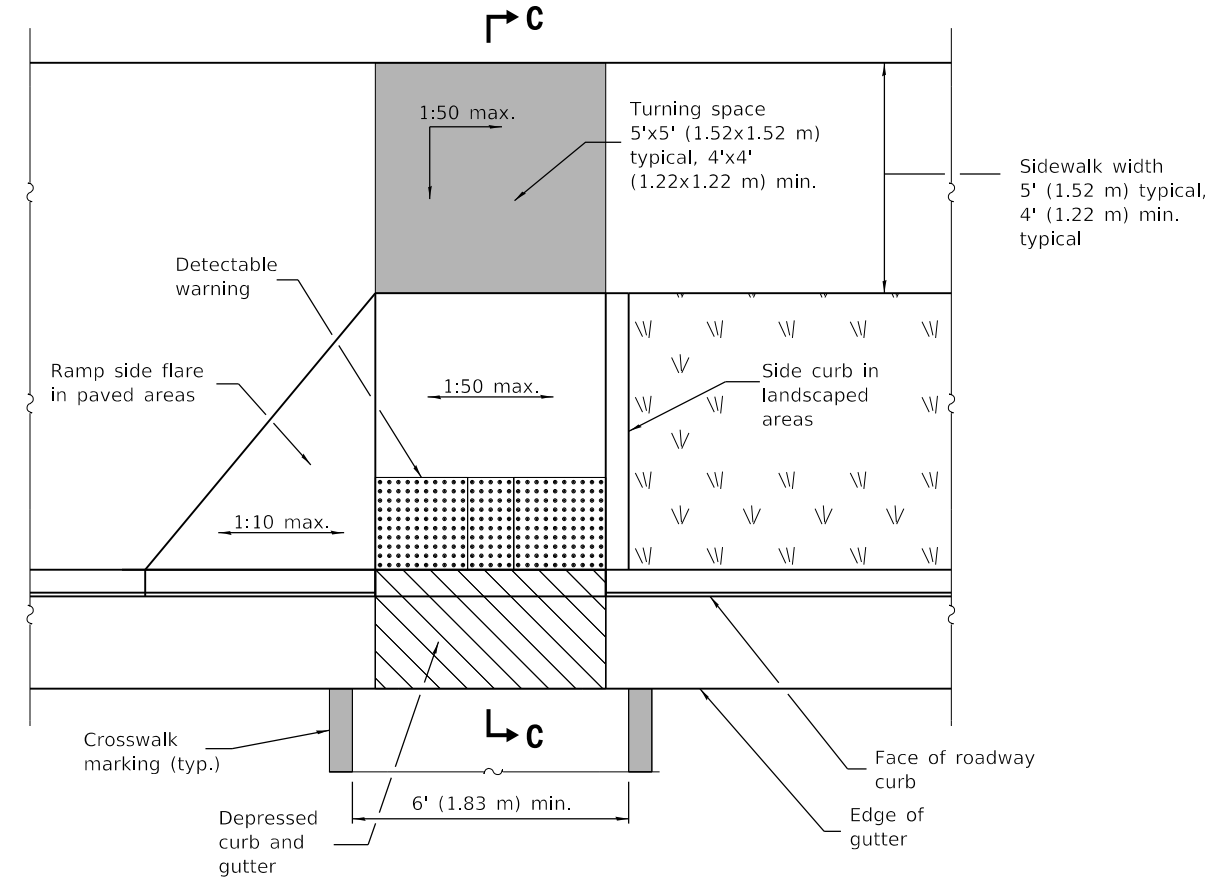 C
1:50 max.
Turning space
5'x5' (1.52x1.52 m)
typical, 4'x4'
(1.22x1.22 m) min.
Sidewalk width
5' (1.52 m) typical,
4' (1.22 m) min.
typical
Detectable
warning
Ramp side flare
in paved areas
1:50 max.
Side curb in
landscaped
areas
1:10 max.
C
Crosswalk
marking (typ.)
Face of roadway
curb
6' (1.83 m) min.
Depressed
curb and
gutter
Edge of
gutter